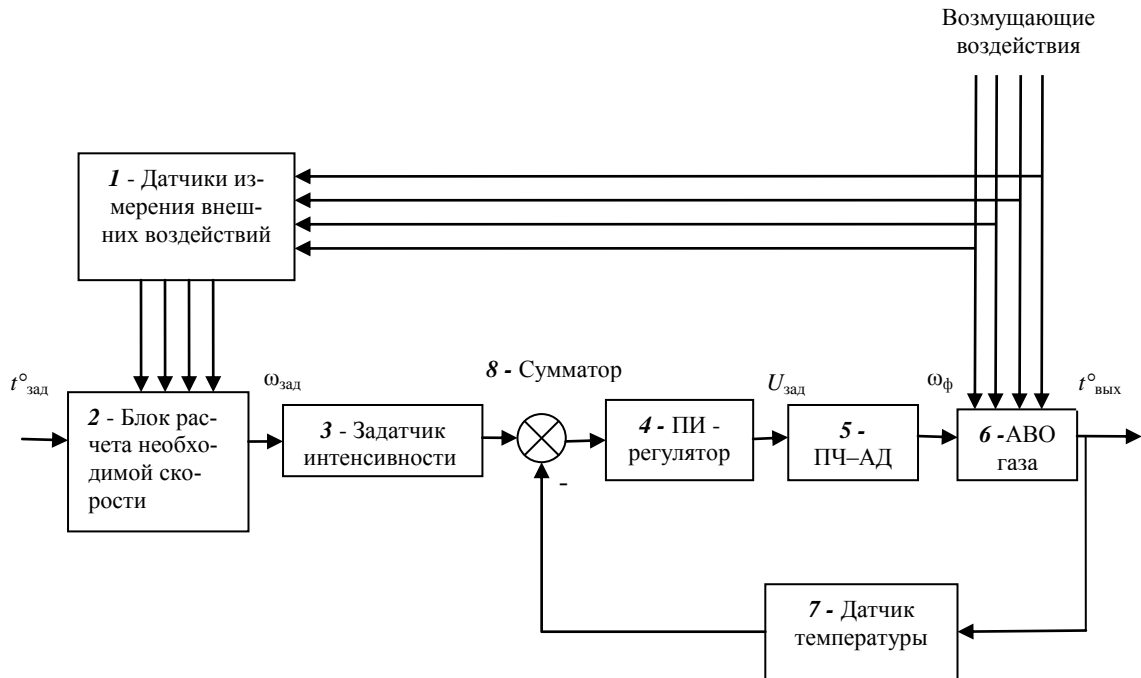 Возмущающие
воздействия
1 - Датчики из-
мерения внеш-
них воздействий
t°зад
2 - Блок рас-
чета необхо-
димой ско-
рости
ωзад
3 - Задатчик
интенсивности
8 - Сумматор
-
4 - ПИ -
регулятор
Uзад
5 -
ПЧ–АД
ωф
6 -АВО
газа
t°вых
7 - Датчик
температуры